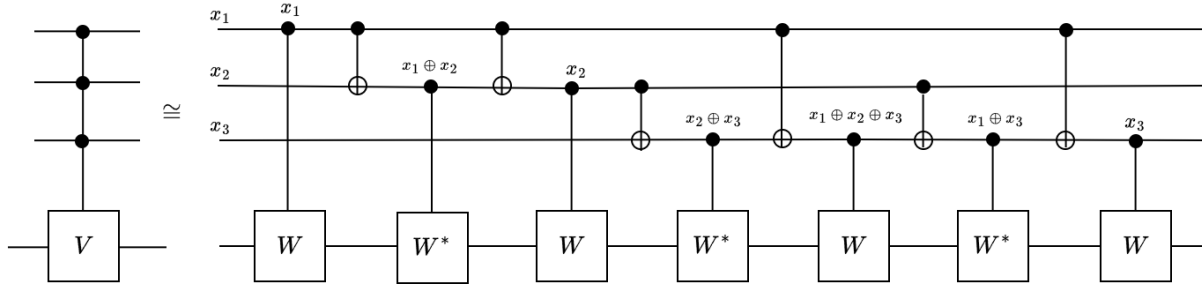 x₁ x₁
x₂ x₁ ⊕ x₂ x₂
≅
x₃ x₂ ⊕ x₃ x₁ ⊕ x₂ ⊕ x₃ x₁ ⊕ x₃ x₃
V W W* W W* W W* W